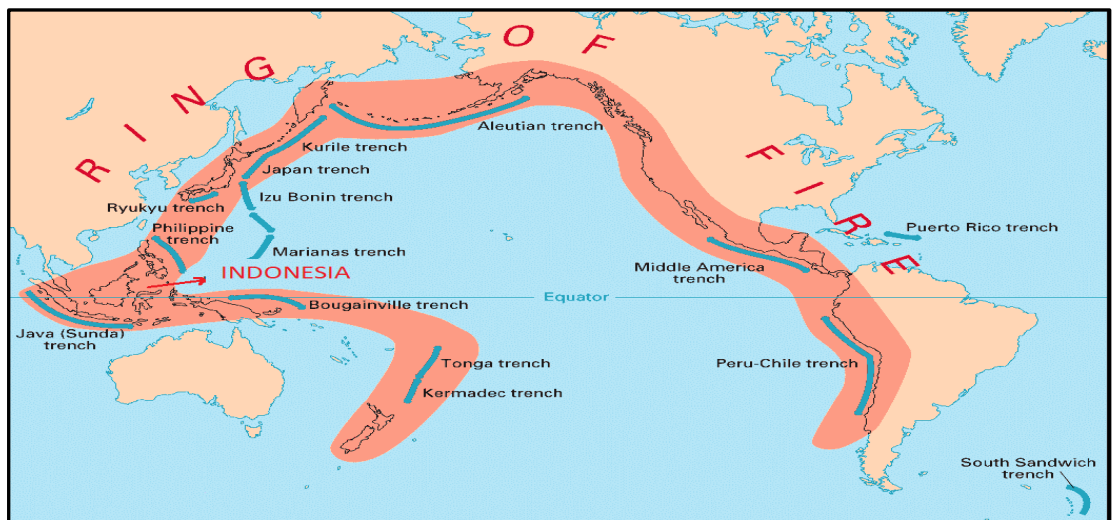 RING OF FIRE
Aleutian trench
Kurile trench
Japan trench
Izu Bonin trench
Ryukyu trench
Philippine
trench
Marianas trench
INDONESIA
Bougainville trench
Java (Sunda)
trench
Equator
Tonga trench
Kermadec trench
Middle America
trench
Puerto Rico trench
Peru-Chile trench
South Sandwich
trench